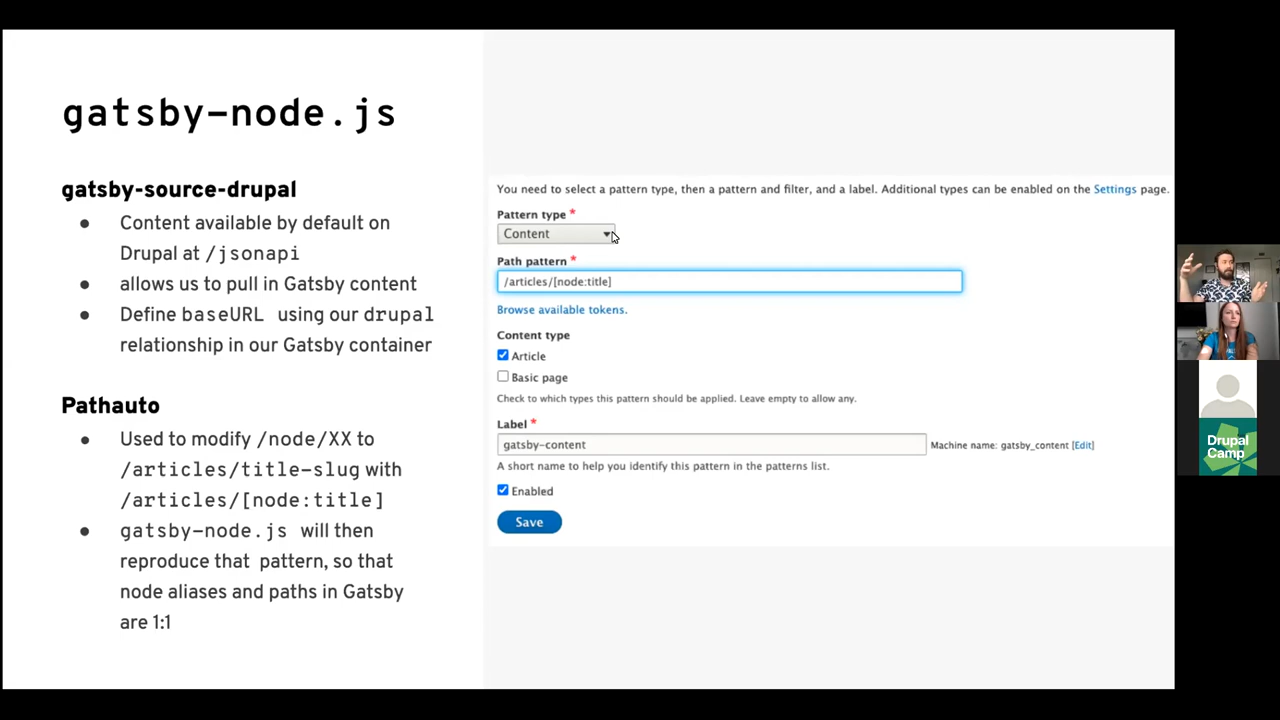 gatsby-node.js
gatsby-source-drupal
● Content available by default on
Drupal at /jsonapi
● allows us to pull in Gatsby content
● Define baseURL using our drupal
relationship in our Gatsby container
Pathauto
● Used to modify /node/XX to
/articles/title-slug with
/articles/[node:title]
● gatsby-node.js will then
reproduce that pattern, so that
node aliases and paths in Gatsby
are 1:1
You need to select a pattern type, then a pattern and filter, and a label. Additional types can be enabled on the Settings page.
Pattern type *
Content
Path pattern *
/articles/[node:title]
Browse available tokens.
Content type
Article
Basic page
Check to which types this pattern should be applied. Leave empty to allow any.
Label *
gatsby-content Machine name: gatsby_content [Edit]
A short name to help you identify this pattern in the patterns list.
Enabled
Save
Drupal
Camp